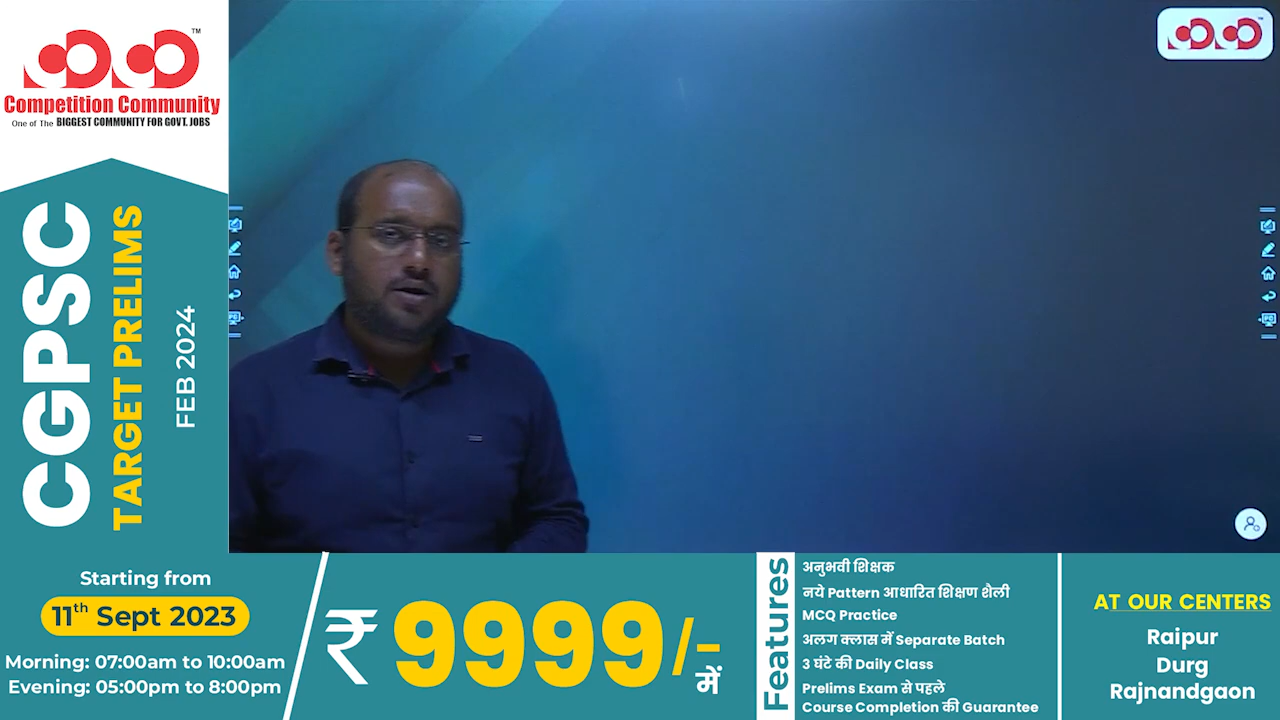 TM
Competition Community
One of The BIGGEST COMMUNITY FOR GOVT. JOBS
CGPSC
TARGET PRELIMS
FEB 2024
Starting from
11th Sept 2023
Morning: 07:00am to 10:00am
Evening: 05:00pm to 8:00pm
₹ 9999/- में
Features
अनुभवी शिक्षक
नये Pattern आधारित शिक्षण शैली
MCQ Practice
अलग क्लास में Separate Batch
3 घंटे की Daily Class
Prelims Exam से पहले
Course Completion की Guarantee
AT OUR CENTERS
Raipur
Durg
Rajnandgaon